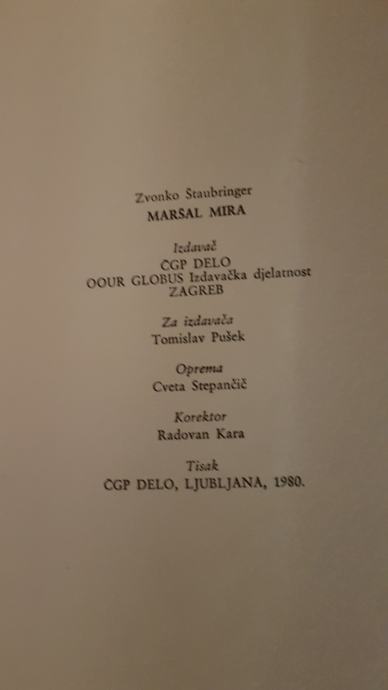 Zvonko Štaubringer
MARŠAL MIRA
Izdavač
ČGP DELO
OOUR GLOBUS Izdavačka djelatnost
ZAGREB
Za izdavača
Tomislav Pušek
Oprema
Cveta Stepančič
Korektor
Radovan Kara
Tisak
ČGP DELO, LJUBLJANA, 1980.